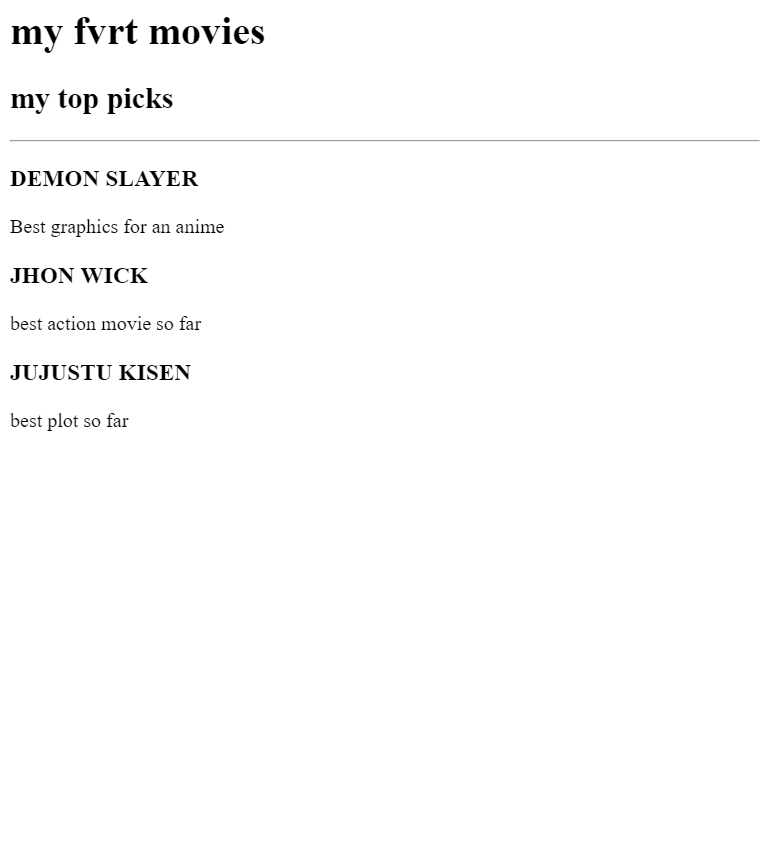 my fvrt movies
my top picks
DEMON SLAYER
Best graphics for an anime
JHON WICK
best action movie so far
JUJUSTU KISEN
best plot so far